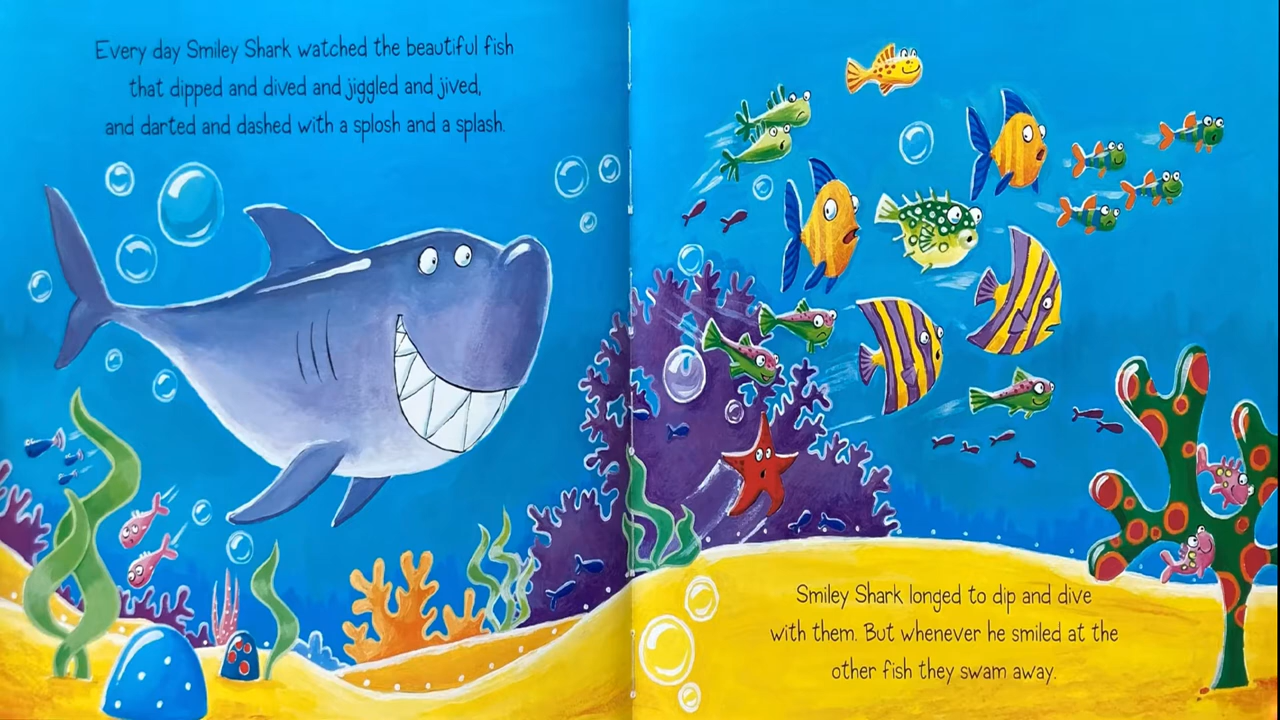 Every day Smiley Shark watched the beautiful fish
that dipped and dived and jiggled and jived,
and darted and dashed with a splosh and a splash.
Smiley Shark longed to dip and dive
with them. But whenever he smiled at the
other fish they swam away.